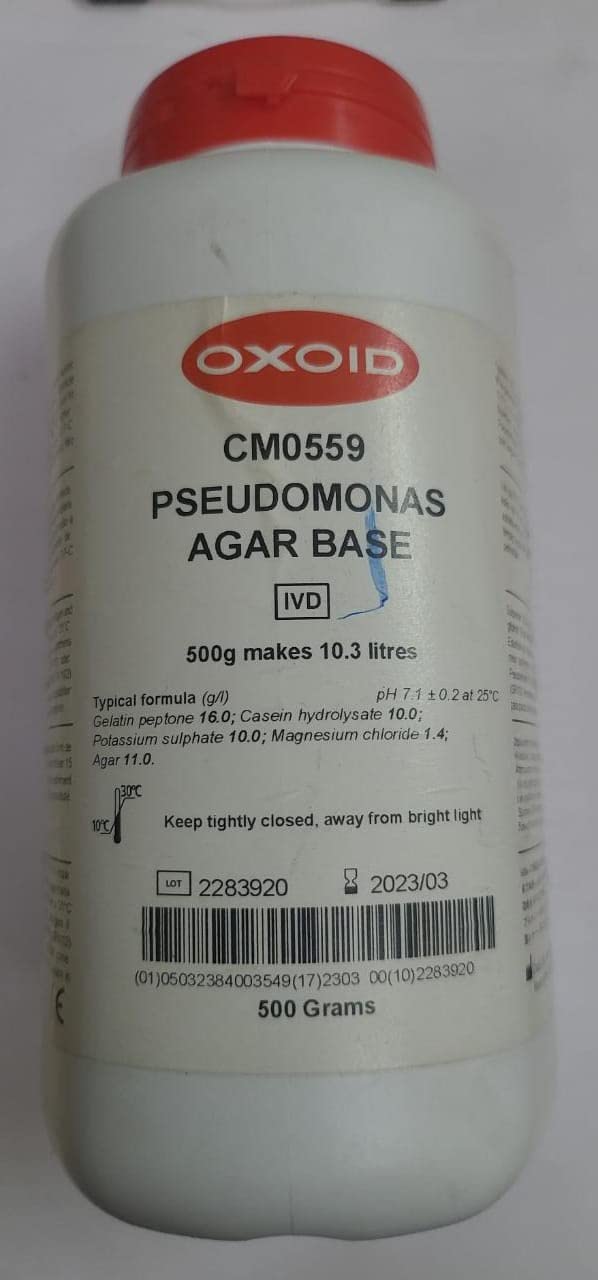 OXOID
CM0559
PSEUDOMONAS
AGAR BASE
IVD
500g makes 10.3 litres
Typical formula (g/l) pH 7.1 ± 0.2 at 25°C
Gelatin peptone 16.0; Casein hydrolysate 10.0;
Potassium sulphate 10.0; Magnesium chloride 1.4;
Agar 11.0.
30°C
10°C
Keep tightly closed, away from bright light
LOT 2283920 2023/03
(01)05032384003549(17)2303 00(10)2283920
500 Grams
CE